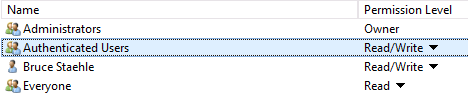 Name Permission Level
Administrators Owner
Authenticated Users Read/Write
Bruce Staehle Read/Write
Everyone Read